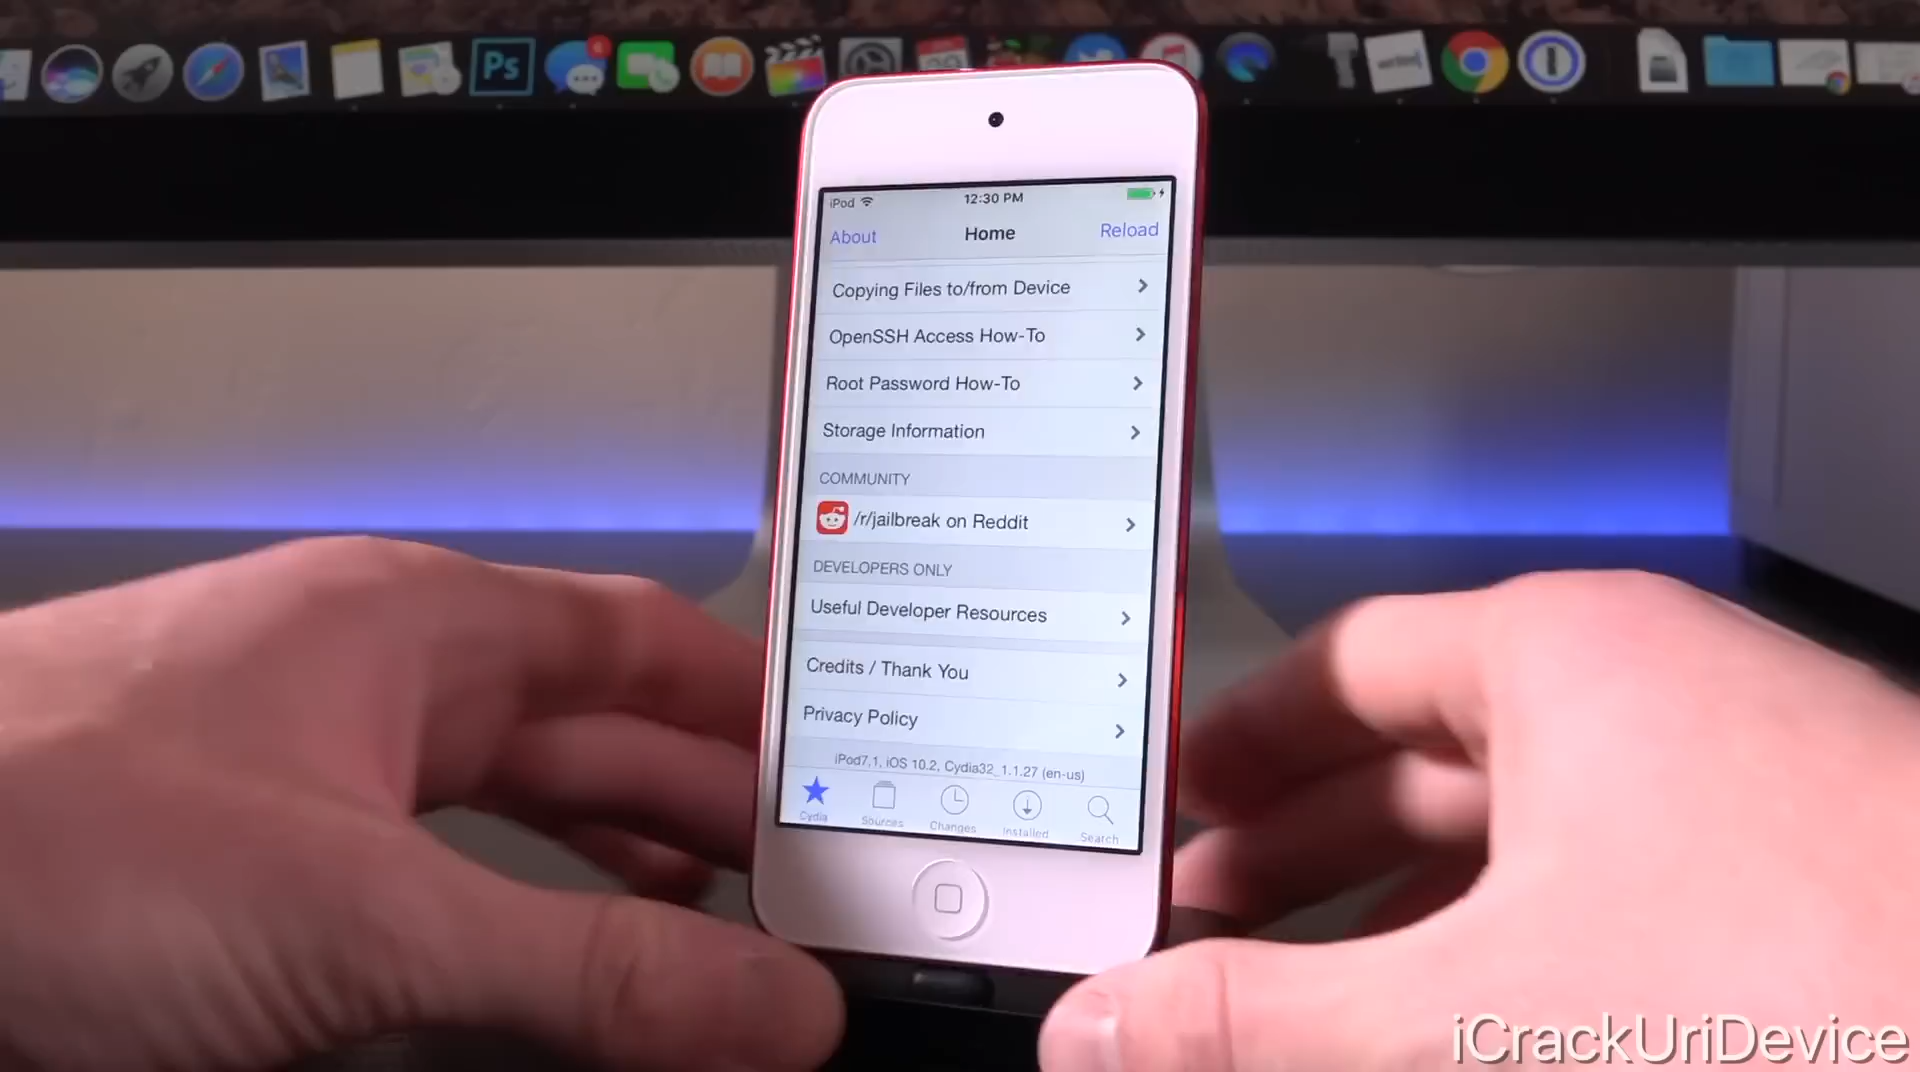 Ps
6
iPod
12:30 PM
About
Home
Reload
Copying Files to/from Device
OpenSSH Access How-To
Root Password How-To
Storage Information
COMMUNITY
/r/jailbreak on Reddit
DEVELOPERS ONLY
Useful Developer Resources
Credits / Thank You
Privacy Policy
iPod7,1, iOS 10.2, Cydia32_1.1.27 (en-us)
Cydia
Sources
Changes
Installed
Search
iCrackUriDevice